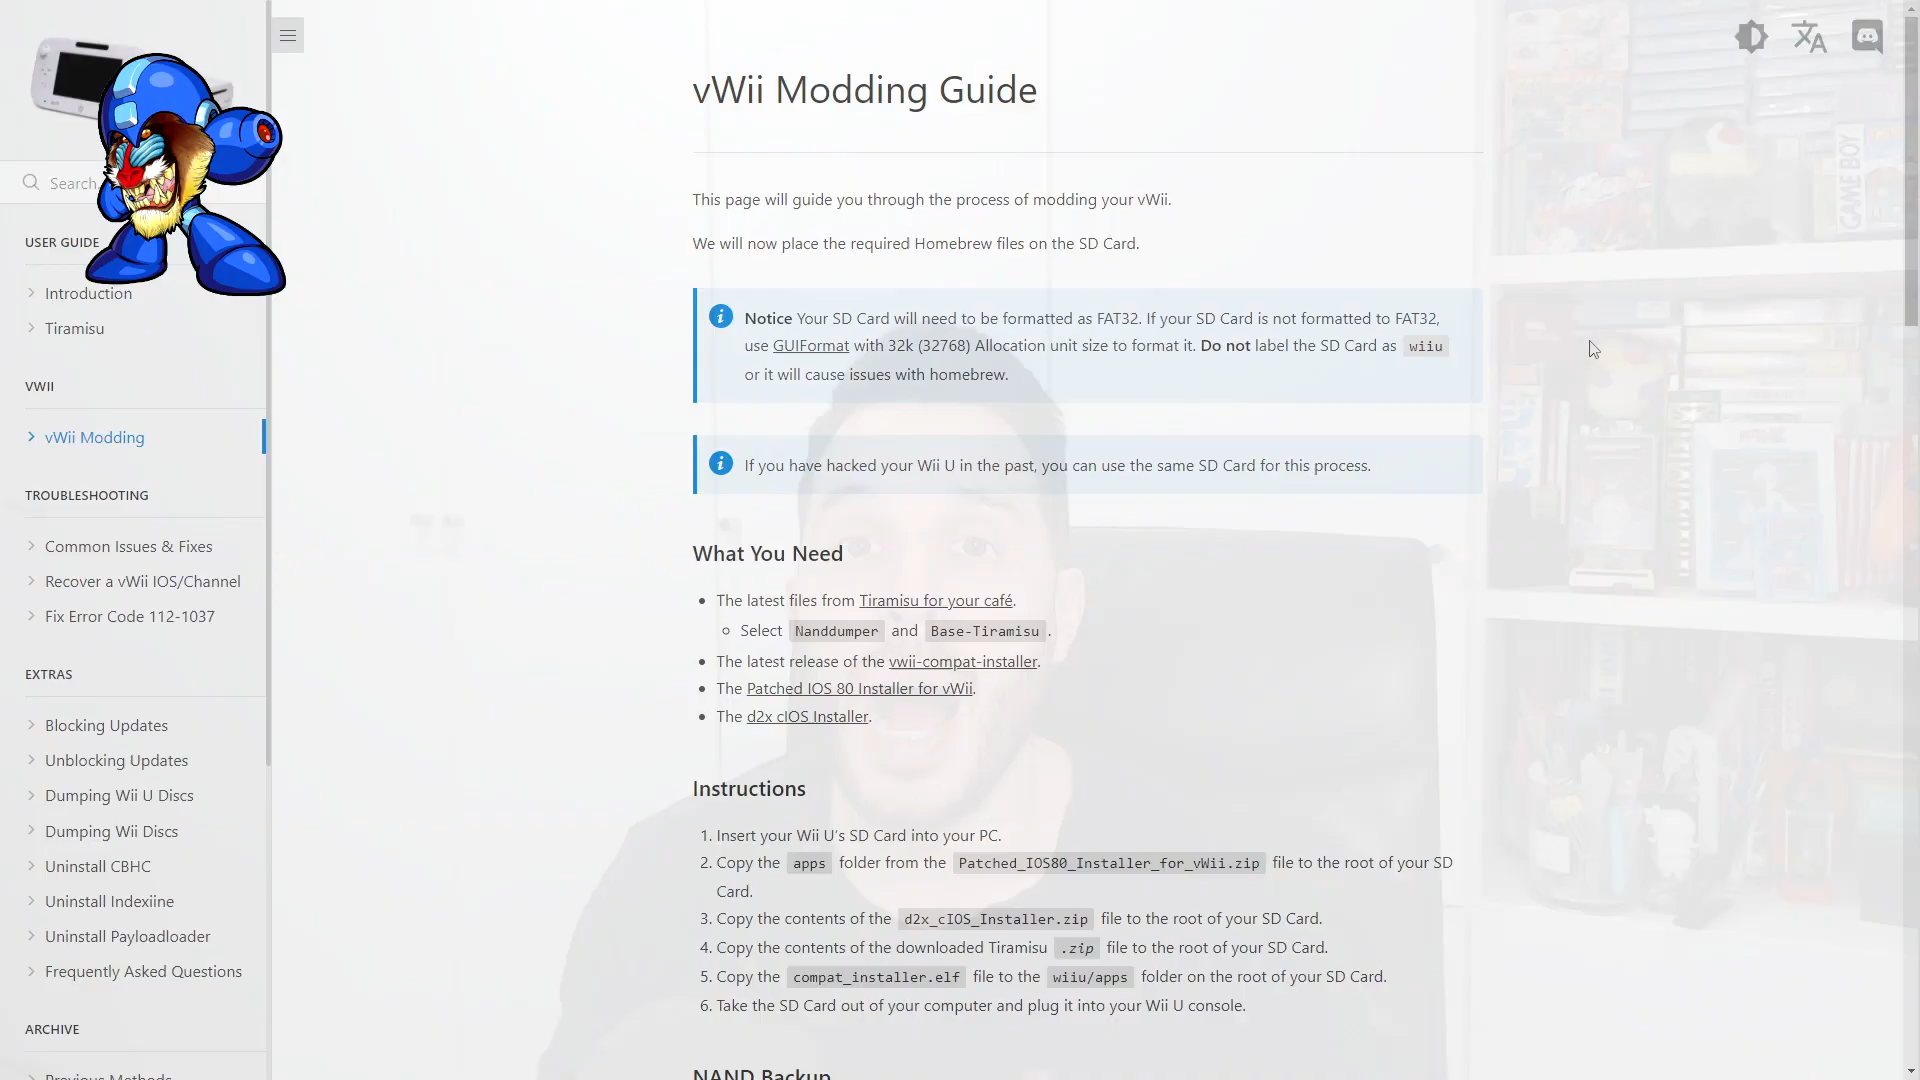 vWii Modding Guide
This page will guide you through the process of modding your vWii.
We will now place the required Homebrew files on the SD Card.
Notice Your SD Card will need to be formatted as FAT32. If your SD Card is not formatted to FAT32,
use GUIFormat with 32k (32768) Allocation unit size to format it. Do not label the SD Card as wiiu
or it will cause issues with homebrew.
If you have hacked your Wii U in the past, you can use the same SD Card for this process.
What You Need
The latest files from Tiramisu for your café.
Select Nanddumper and Base-Tiramisu.
The latest release of the vwii-compat-installer.
The Patched IOS 80 Installer for vWii.
The d2x cIOS Installer.
Instructions
1. Insert your Wii U's SD Card into your PC.
2. Copy the apps folder from the Patched_IOS80_Installer_for_vWii.zip file to the root of your SD
Card.
3. Copy the contents of the d2x_cIOS_Installer.zip file to the root of your SD Card.
4. Copy the contents of the downloaded Tiramisu .zip file to the root of your SD Card.
5. Copy the compat_installer.elf file to the wiiu/apps folder on the root of your SD Card.
6. Take the SD Card out of your computer and plug it into your Wii U console.
NAND Backup
Search
USER GUIDE
Introduction
Tiramisu
VWII
vWii Modding
TROUBLESHOOTING
Common Issues & Fixes
Recover a vWii IOS/Channel
Fix Error Code 112-1037
EXTRAS
Blocking Updates
Unblocking Updates
Dumping Wii U Discs
Dumping Wii Discs
Uninstall CBHC
Uninstall Indexiine
Uninstall Payloadloader
Frequently Asked Questions
ARCHIVE
Previous Methods
GAME BOY